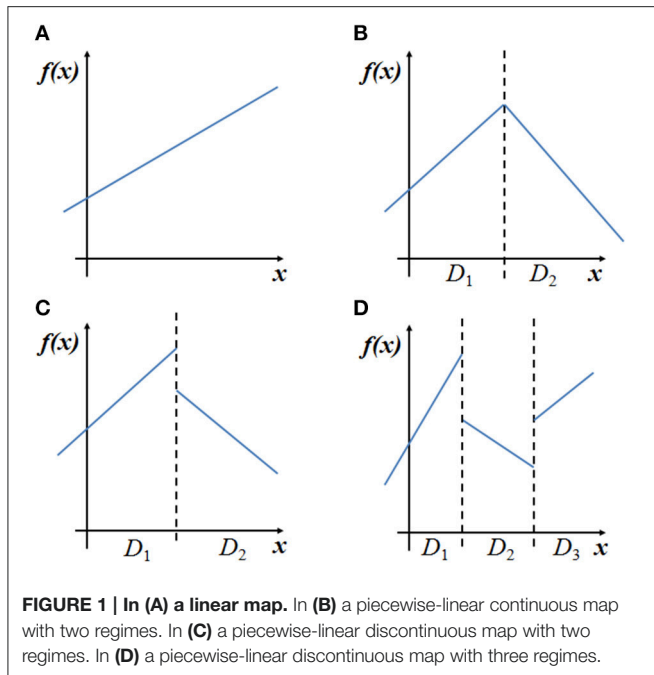 A
f(x)
x
B
f(x)
D1 D2 x
C
f(x)
D1 D2 x
D
f(x)
D1 D2 D3 x
FIGURE 1 | In (A) a linear map. In (B) a piecewise-linear continuous map
with two regimes. In (C) a piecewise-linear discontinuous map with two
regimes. In (D) a piecewise-linear discontinuous map with three regimes.